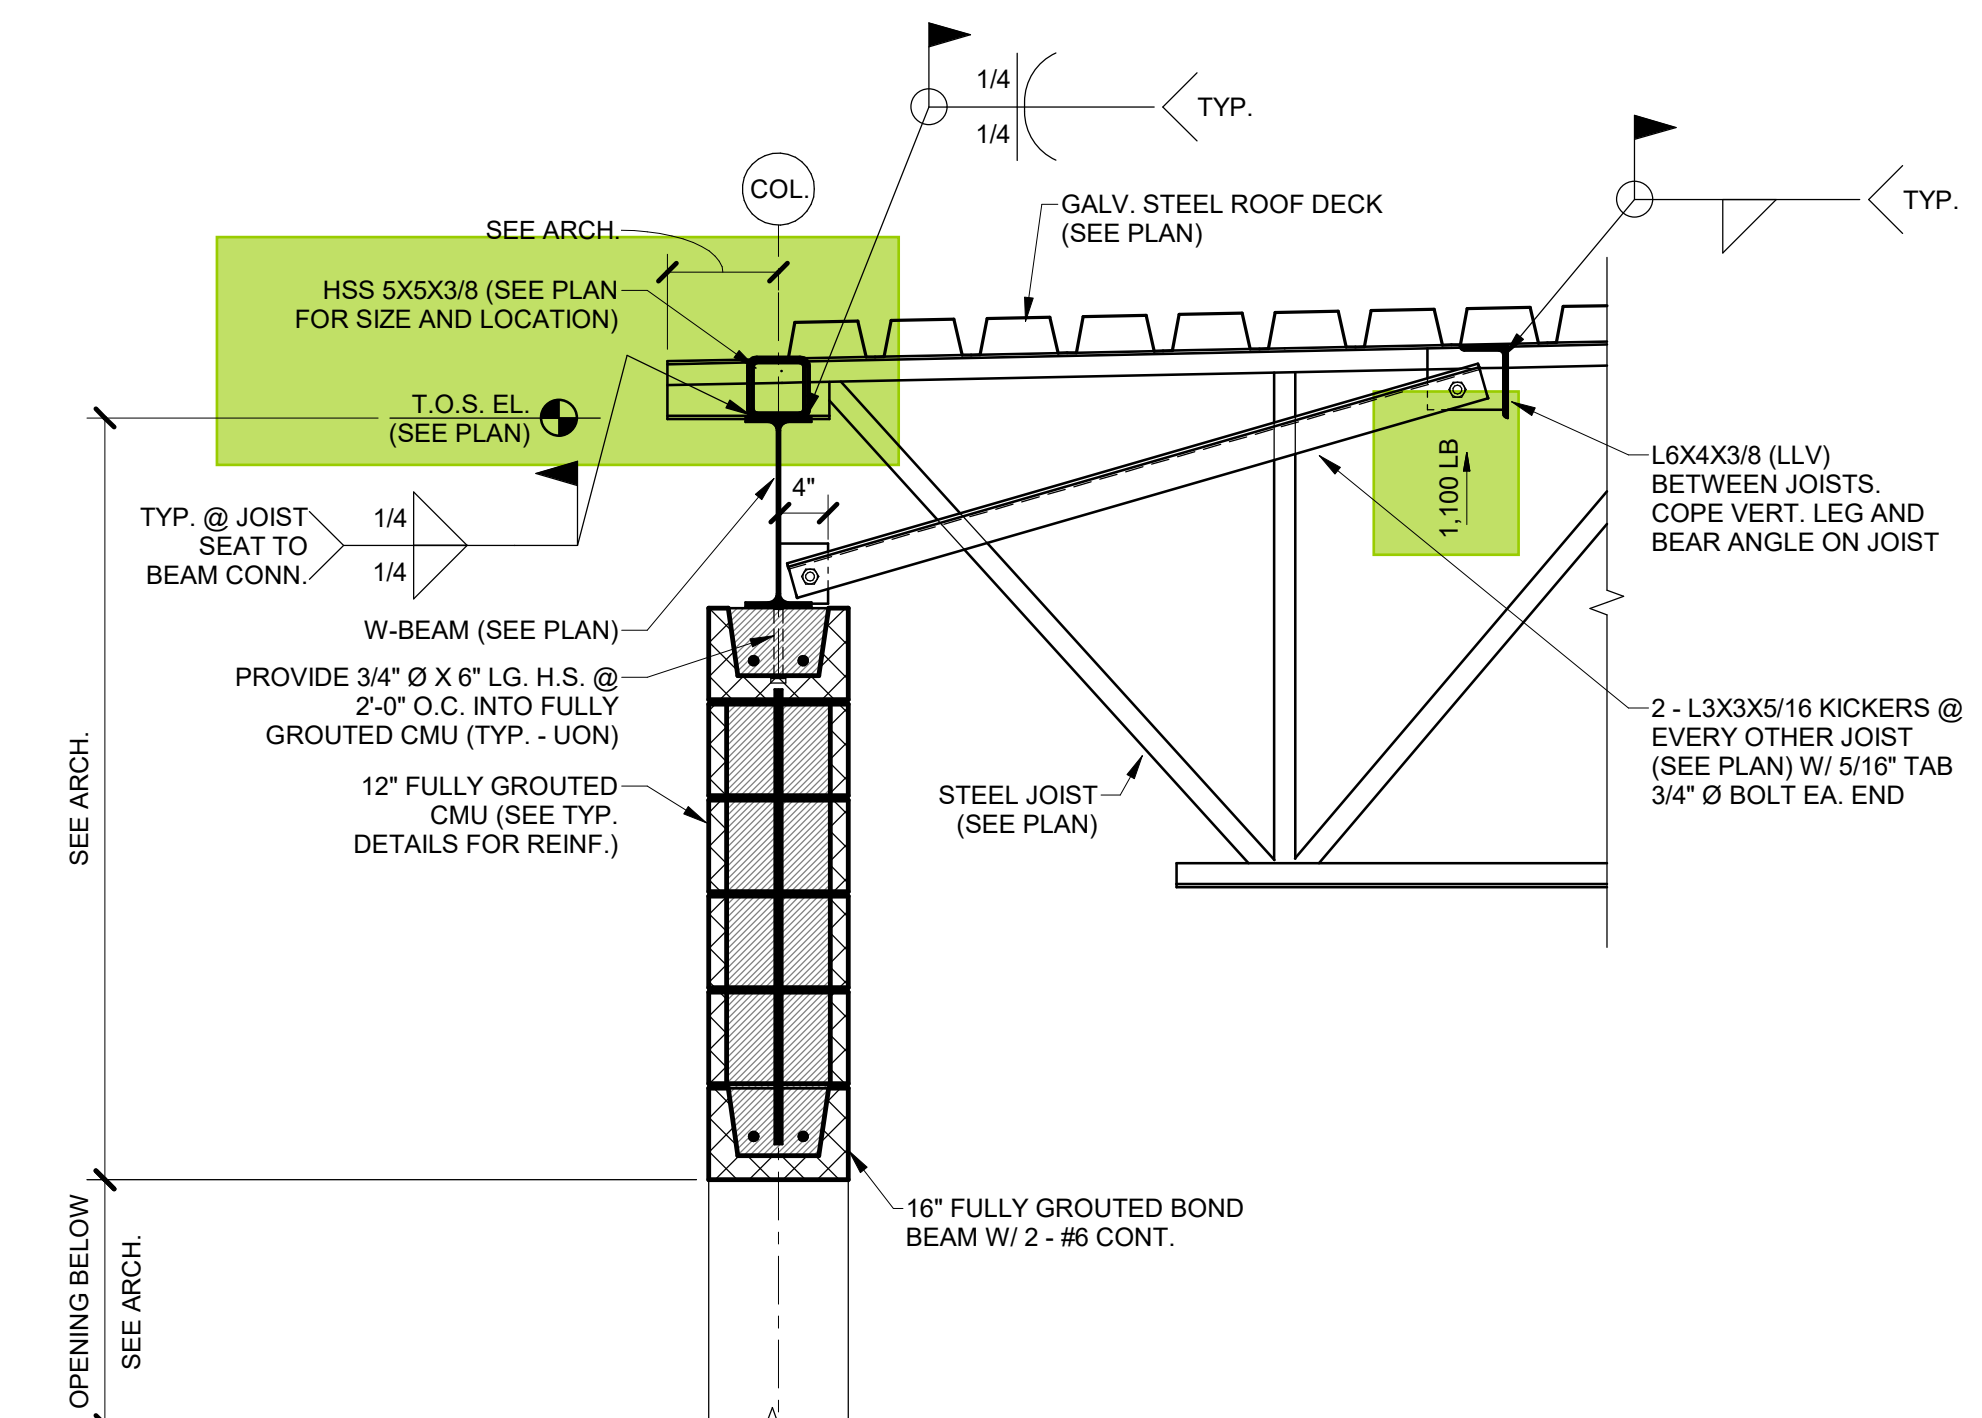 1/4
1/4
TYP.
TYP.
COL.
SEE ARCH.
GALV. STEEL ROOF DECK
(SEE PLAN)
HSS 5X5X3/8 (SEE PLAN
FOR SIZE AND LOCATION)
T.O.S. EL.
(SEE PLAN)
4"
1,100 LB
L6X4X3/8 (LLV)
BETWEEN JOISTS.
COPE VERT. LEG AND
BEAR ANGLE ON JOIST
TYP. @ JOIST
SEAT TO
BEAM CONN.
1/4
1/4
W-BEAM (SEE PLAN)
PROVIDE 3/4" Ø X 6" LG. H.S. @
2'-0" O.C. INTO FULLY
GROUTED CMU (TYP. - UON)
12" FULLY GROUTED
CMU (SEE TYP.
DETAILS FOR REINF.)
STEEL JOIST
(SEE PLAN)
2 - L3X3X5/16 KICKERS @
EVERY OTHER JOIST
(SEE PLAN) W/ 5/16" TAB
3/4" Ø BOLT EA. END
SEE ARCH.
16" FULLY GROUTED BOND
BEAM W/ 2 - #6 CONT.
OPENING BELOW
SEE ARCH.